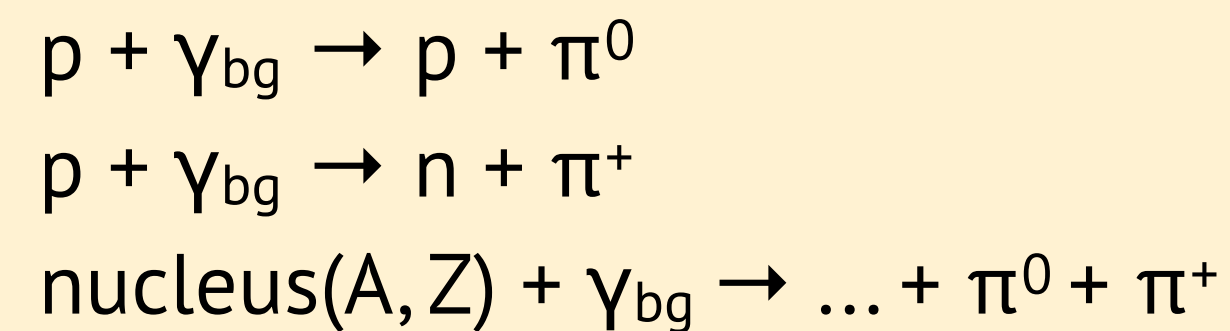 p + γbg → p + π⁰
p + γbg → n + π⁺
nucleus(A, Z) + γbg → ... + π⁰ + π⁺